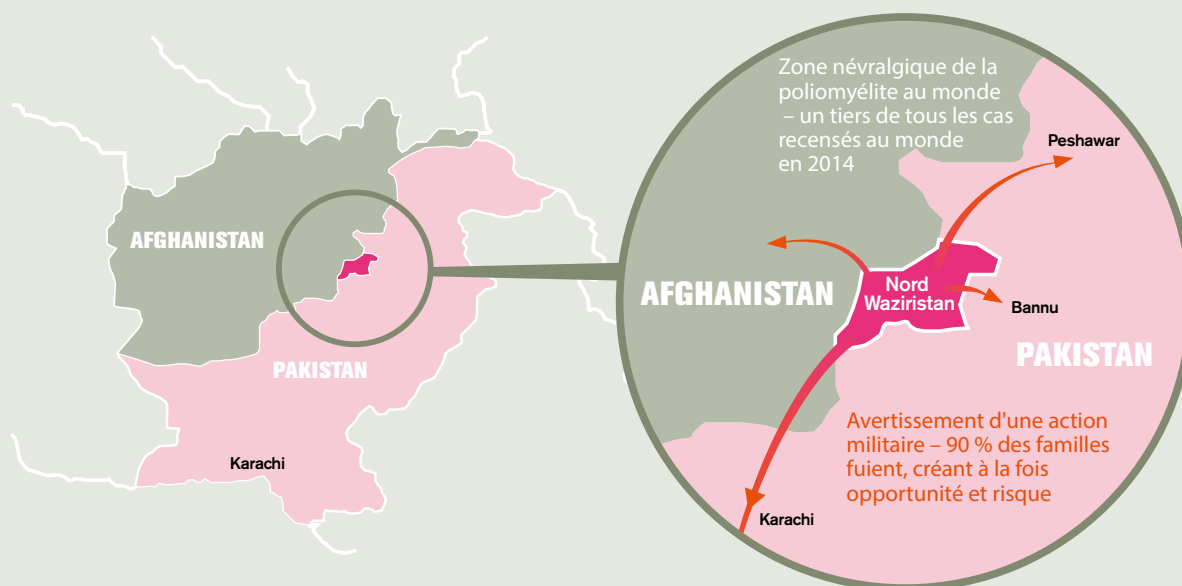 AFGHANISTAN
PAKISTAN
Karachi
Zone névralgique de la
poliomyélite au monde
– un tiers de tous les cas
recensés au monde
en 2014
Peshawar
AFGHANISTAN
Nord
Waziristan
Bannu
PAKISTAN
Avertissement d'une action
militaire – 90 % des familles
fuient, créant à la fois
opportunité et risque
Karachi